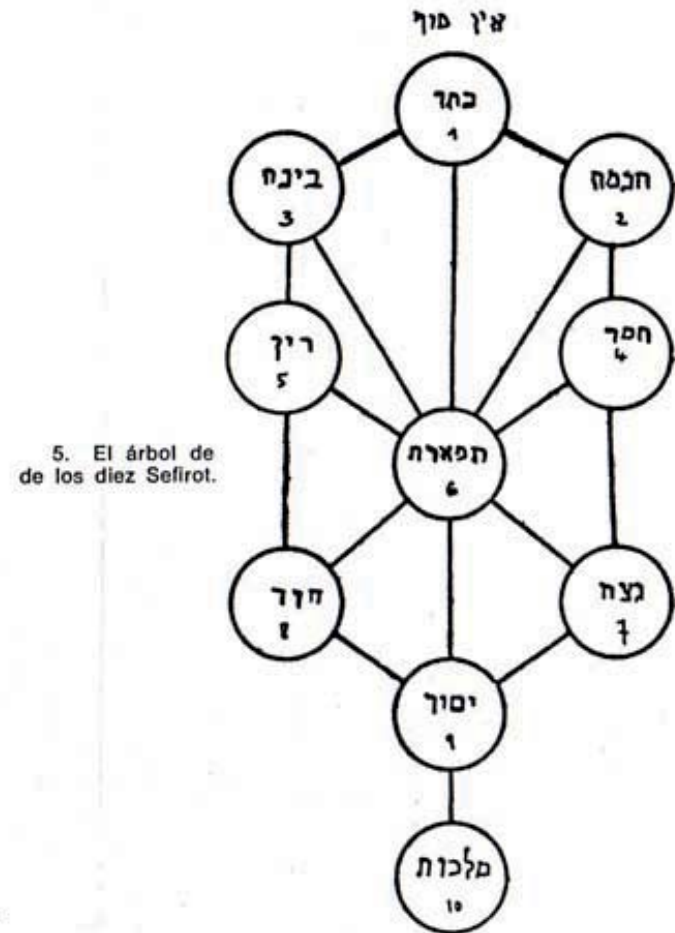 אין סוף
כתר
1
בינה
3
חכמה
2
דין
5
חסד
4
5. El árbol de
de los diez Sefirot.
תפארת
6
הוד
8
נצח
7
יסוד
9
מלכות
10